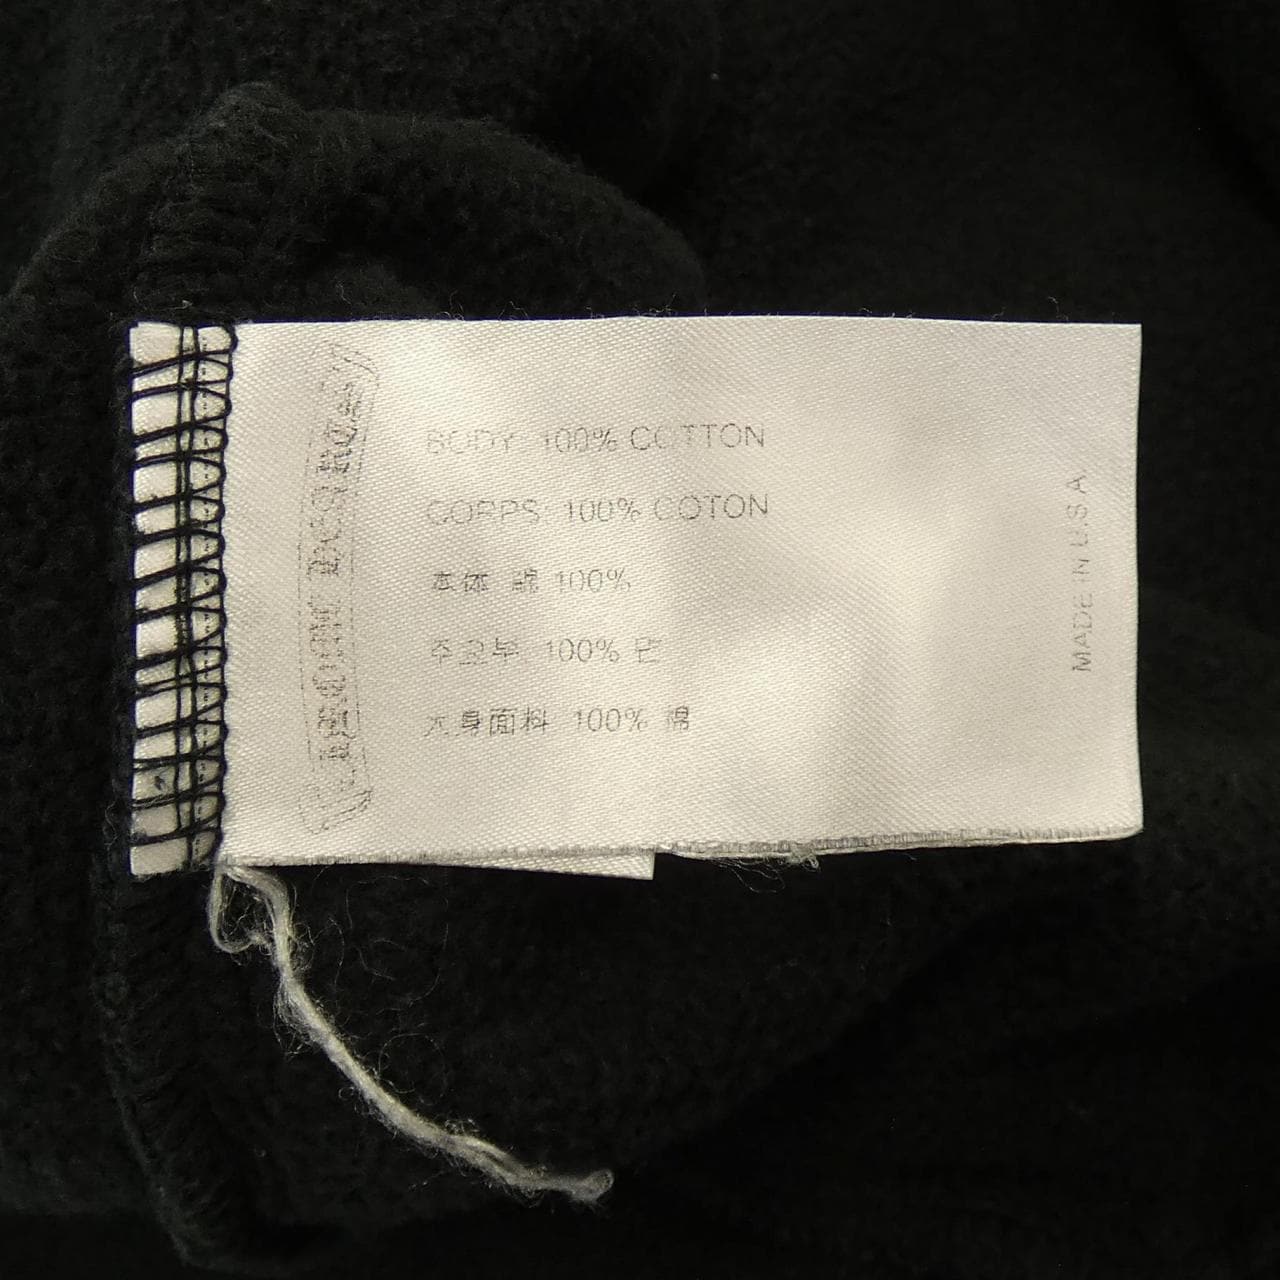 BODY: 100% COTTON
CORPS: 100% COTON
本体 綿 100%
주요부 100% 면
大身面料 100% 棉
MADE IN U.S.A.